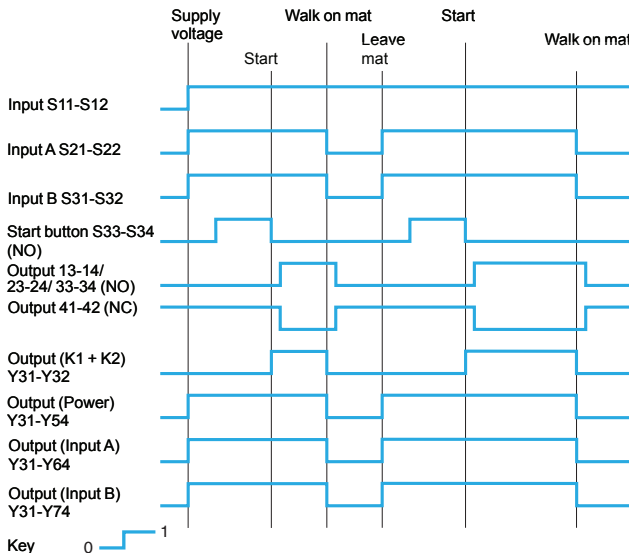 Supply
voltage
Walk on mat
Start
Start
Leave
mat
Walk on mat
Input S11-S12
Input A S21-S22
Input B S31-S32
Start button S33-S34
(NO)
Output 13-14/
23-24/ 33-34 (NO)
Output 41-42 (NC)
Output (K1 + K2)
Y31-Y32
Output (Power)
Y31-Y54
Output (Input A)
Y31-Y64
Output (Input B)
Y31-Y74
Key 0 1